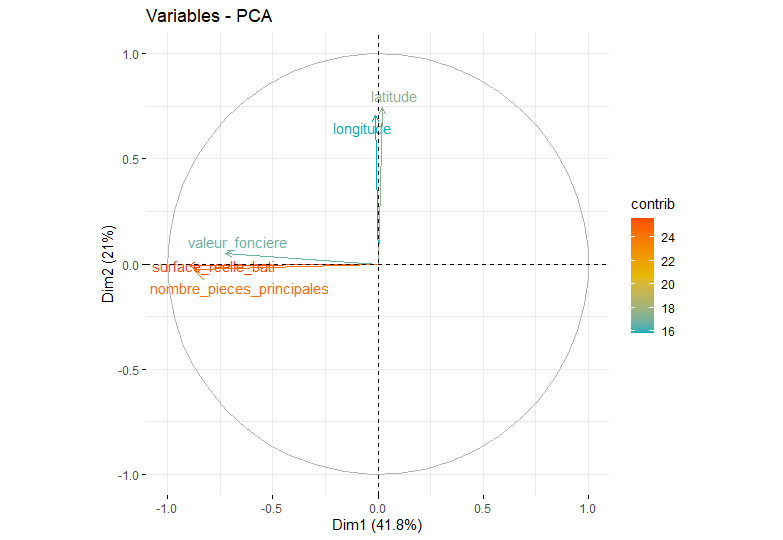 Variables - PCA
1.0
0.5
0.0
-0.5
-1.0
Dim2 (21%)
latitude
longitude
valeur_fonciere
surface_reelle_bati
nombre_pieces_principales
-1.0
-0.5
0.0
0.5
1.0
Dim1 (41.8%)
contrib
24
22
20
18
16